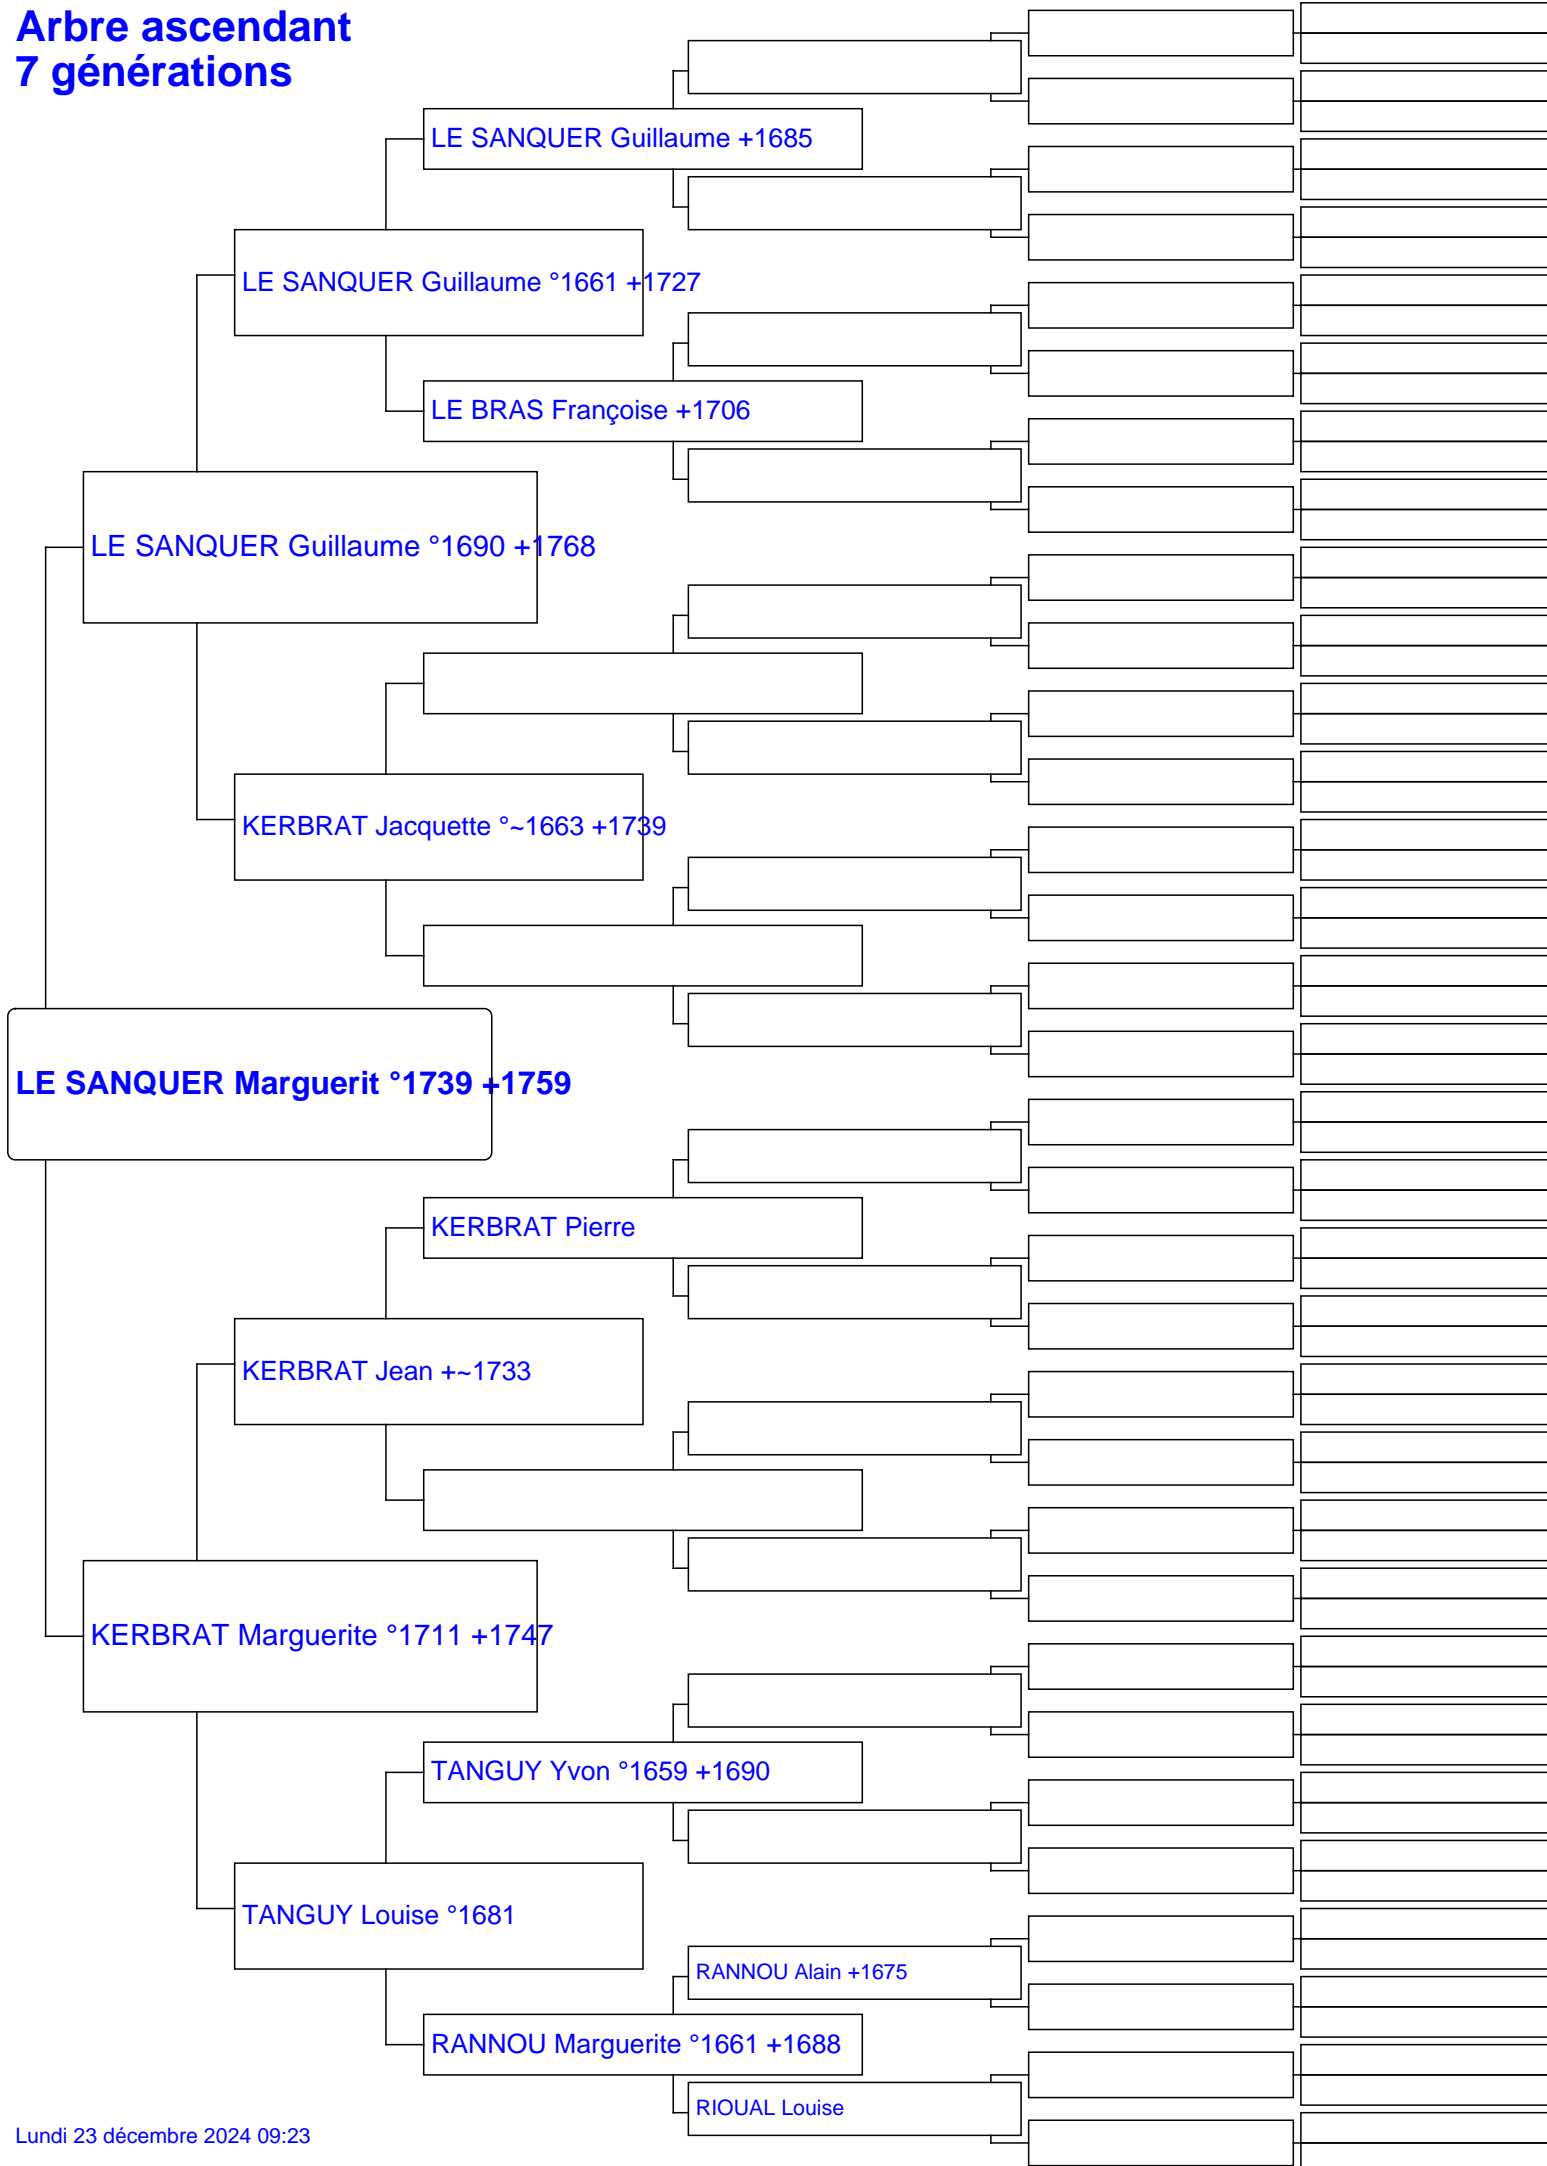 Arbre ascendant
7 générations
LE SANQUER Guillaume +1685
LE SANQUER Guillaume °1661 +1727
LE BRAS Françoise +1706
LE SANQUER Guillaume °1690 +1768
KERBRAT Jacquette °~1663 +1739
LE SANQUER Marguerit °1739 +1759
KERBRAT Pierre
KERBRAT Jean +~1733
KERBRAT Marguerite °1711 +1747
TANGUY Yvon °1659 +1690
TANGUY Louise °1681
RANNOU Alain +1675
RANNOU Marguerite °1661 +1688
RIOUAL Louise
Lundi 23 décembre 2024 09:23